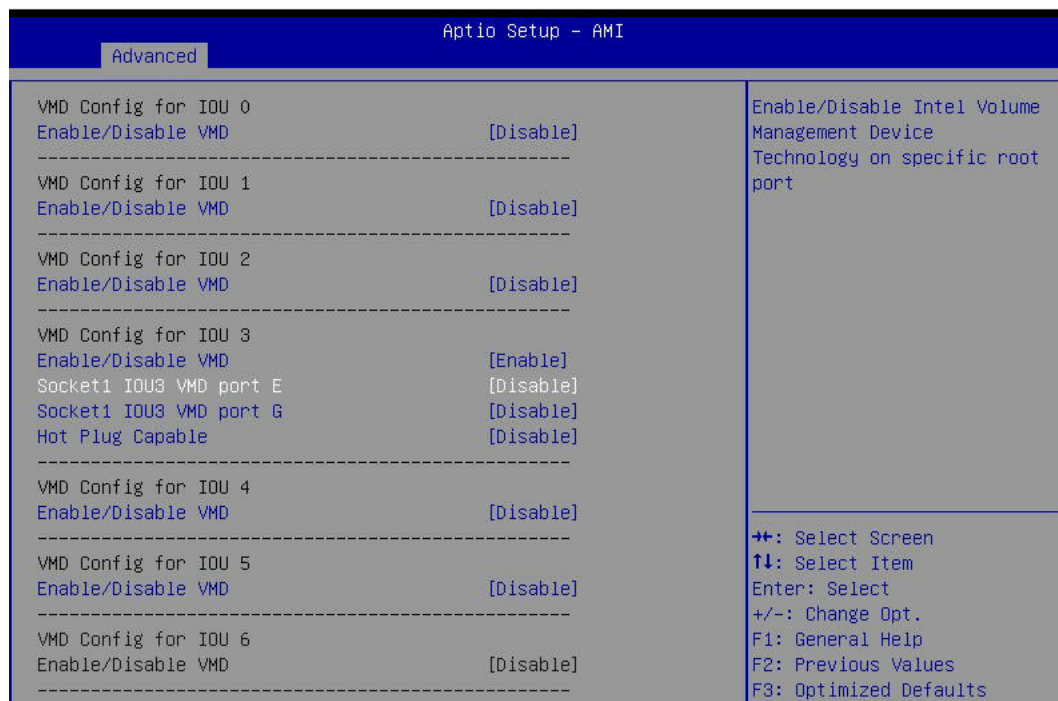 Aptio Setup – AMI
Advanced
VMD Config for IOU 0
Enable/Disable VMD [Disable]
VMD Config for IOU 1
Enable/Disable VMD [Disable]
VMD Config for IOU 2
Enable/Disable VMD [Disable]
VMD Config for IOU 3
Enable/Disable VMD [Enable]
Socket1 IOU3 VMD port E [Disable]
Socket1 IOU3 VMD port G [Disable]
Hot Plug Capable [Disable]
VMD Config for IOU 4
Enable/Disable VMD [Disable]
VMD Config for IOU 5
Enable/Disable VMD [Disable]
VMD Config for IOU 6
Enable/Disable VMD [Disable]
Enable/Disable Intel Volume
Management Device
Technology on specific root
port
→←: Select Screen
↑↓: Select Item
Enter: Select
+/-: Change Opt.
F1: General Help
F2: Previous Values
F3: Optimized Defaults